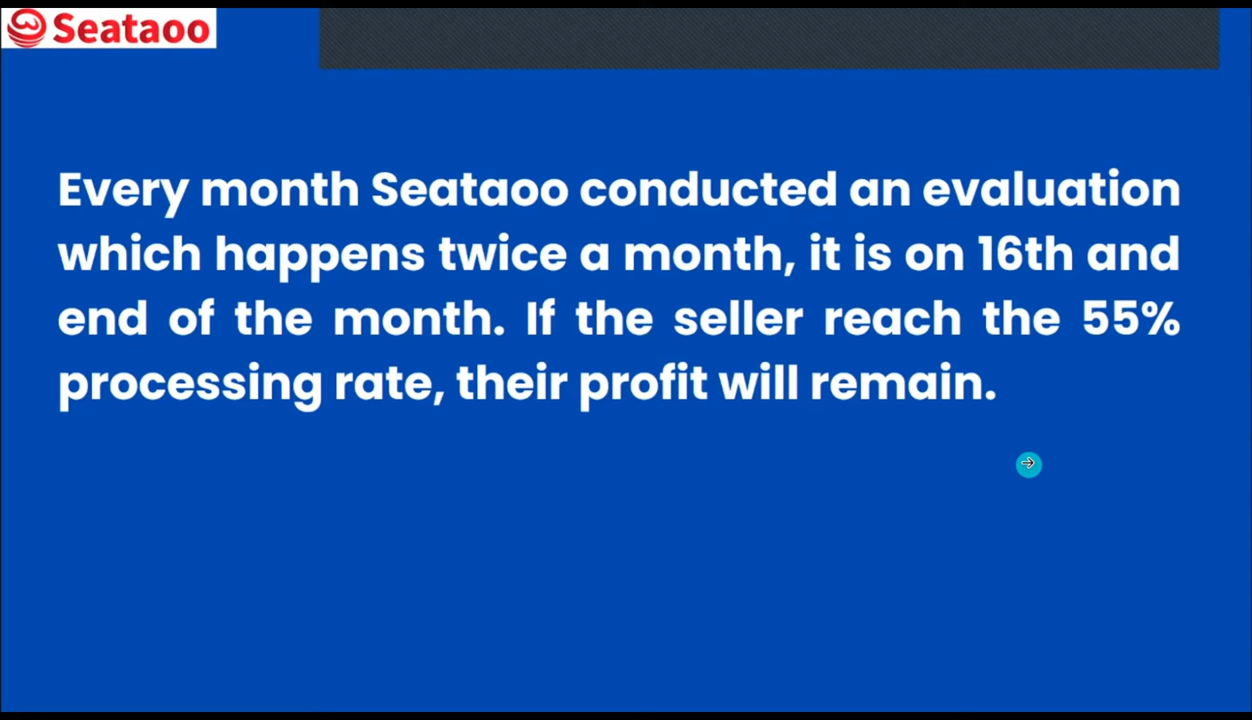 Seataoo
Every month Seataoo conducted an evaluation
which happens twice a month, it is on 16th and
end of the month. If the seller reach the 55%
processing rate, their profit will remain.